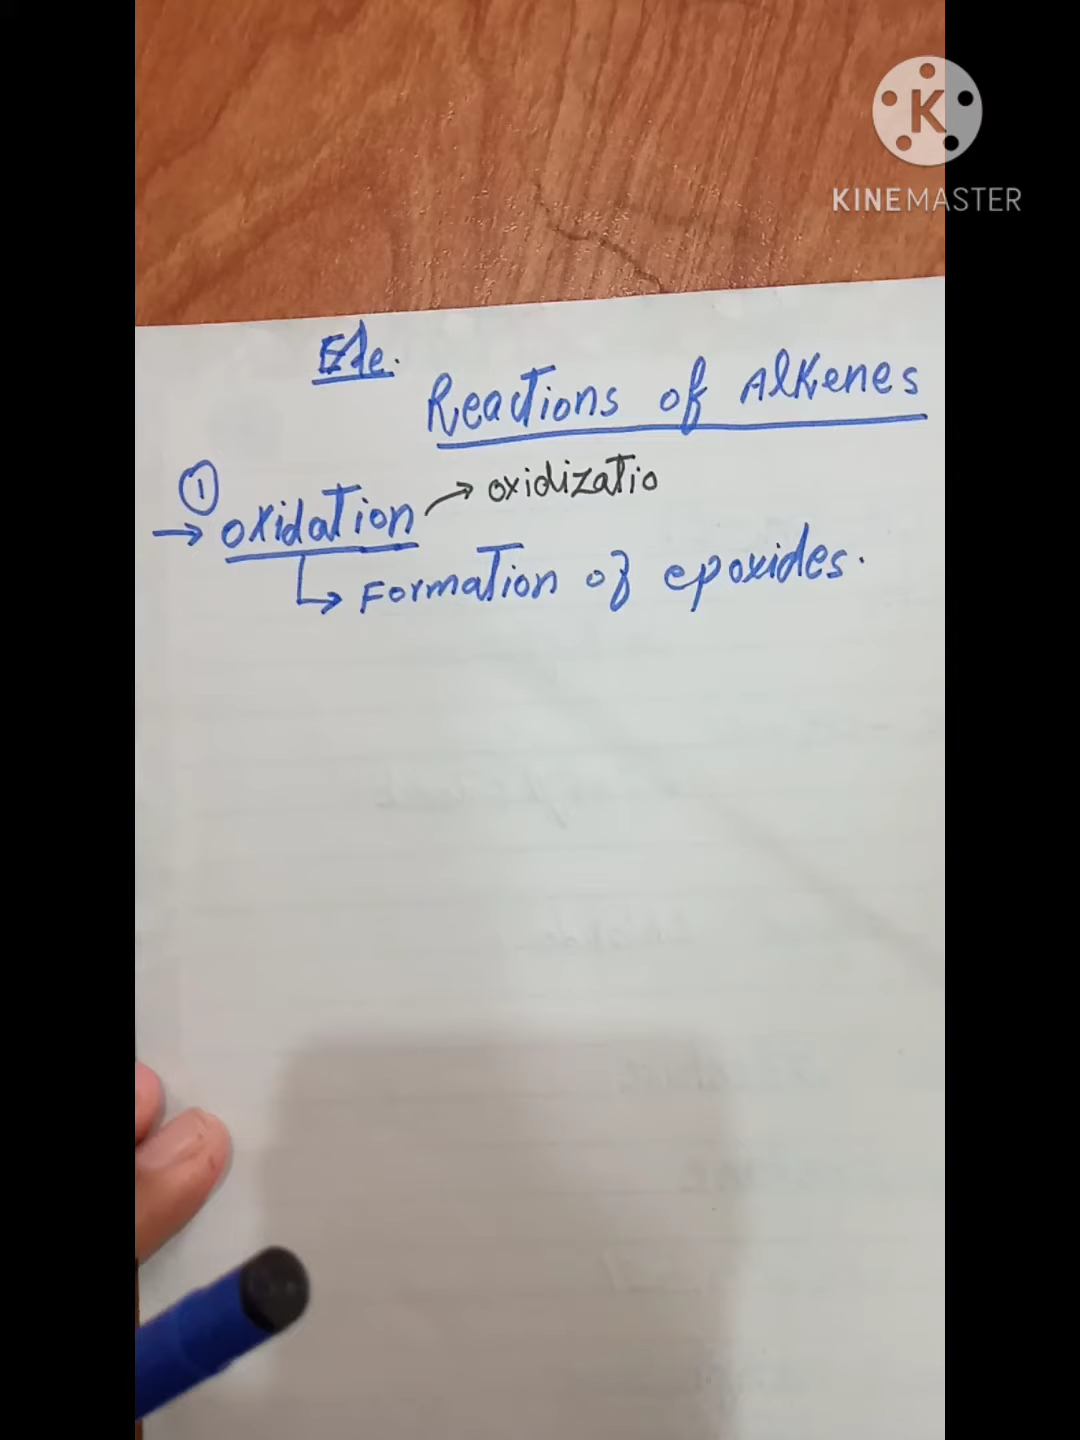 K
KINEMASTER
Reactions of Alkenes
① oxidation → oxidizatio
→ Formation of epoxides.